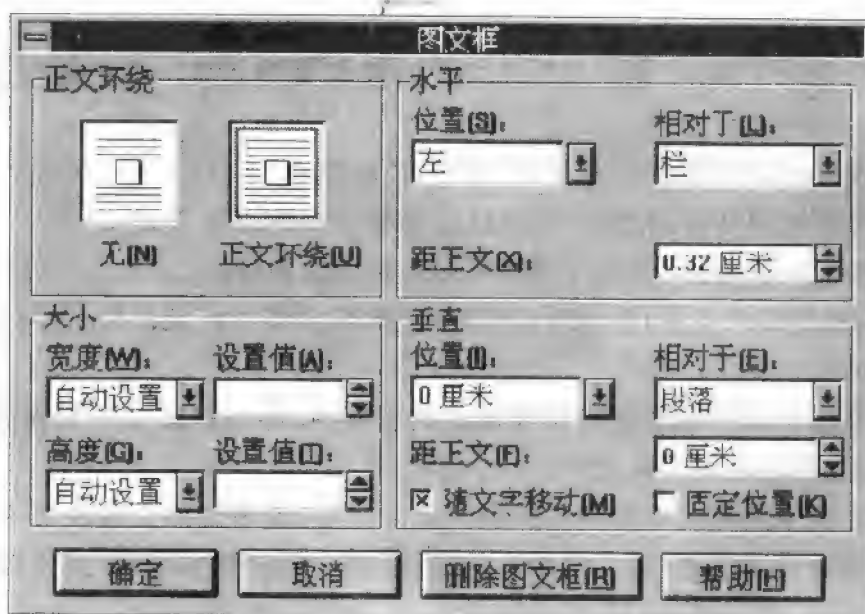 图文框
正文环绕
无(N) 正文环绕(U)
水平
位置(S): 相对于(L):
左 栏
距正文(X): 0.32 厘米
大小
宽度(W): 设置值(A):
自动设置
高度(G): 设置值(T):
自动设置
垂直
位置(I): 相对于(E):
0 厘米 段落
距正文(F): 0 厘米
随文字移动(M) 固定位置(K)
确定 取消 删除图文框(R) 帮助(H)